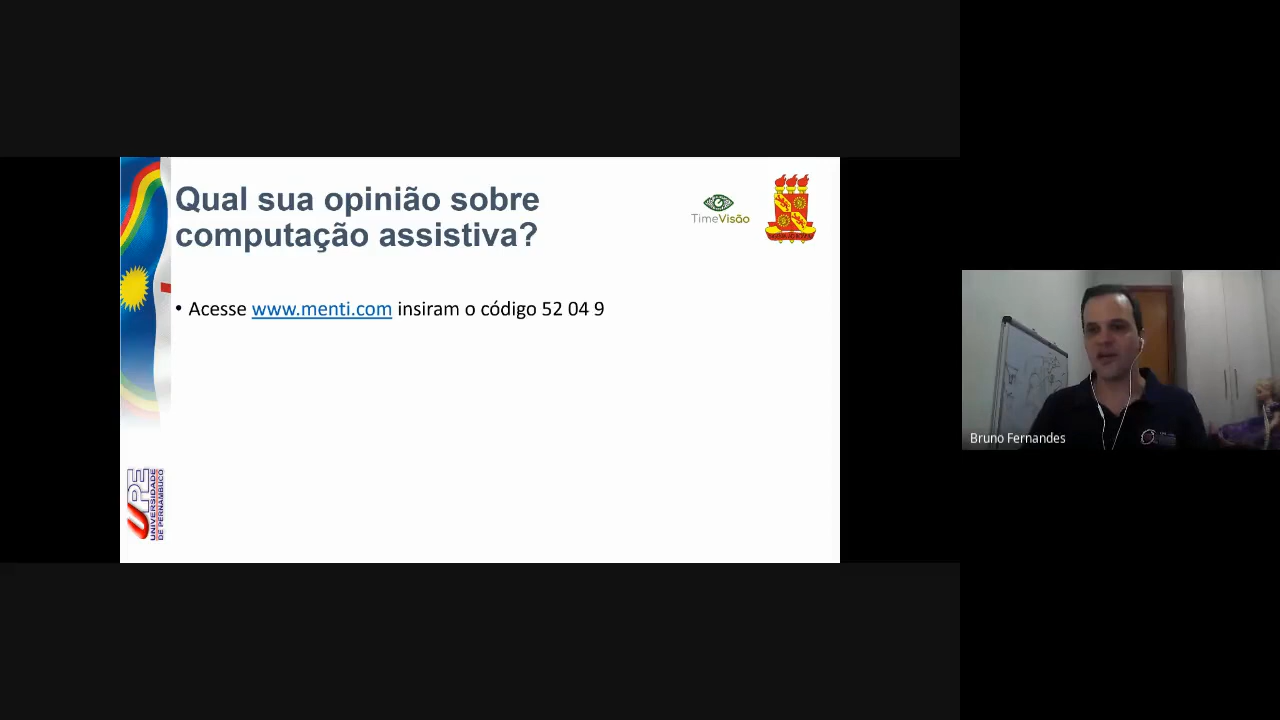 Qual sua opinião sobre
computação assistiva?
TimeVisão
• Acesse www.menti.com insiram o código 52 04 9
UPE
UNIVERSIDADE
DE PERNAMBUCO
Bruno Fernandes